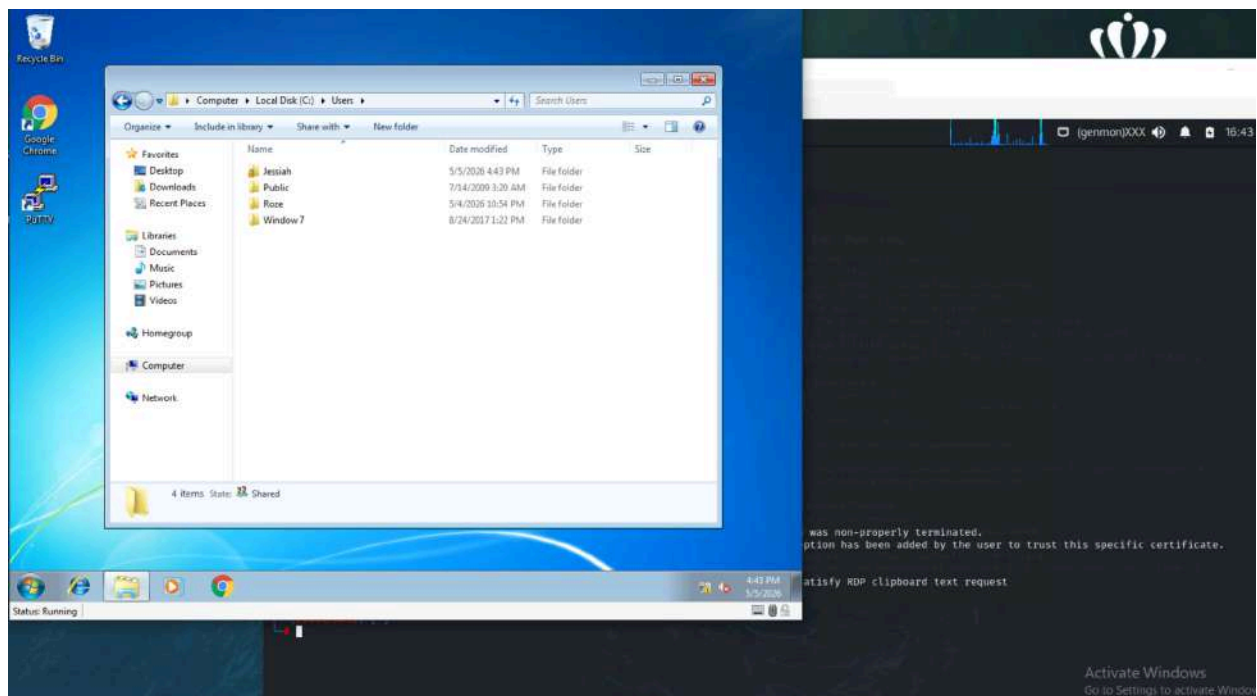 Recycle Bin
Google Chrome
PuTTY
Computer Local Disk (C:) Users
Search Users
Organize Include in library Share with New folder
Favorites
Desktop
Downloads
Recent Places
Libraries
Documents
Music
Pictures
Videos
Homegroup
Computer
Network
Name Date modified Type Size
Jessiah 5/5/2026 4:43 PM File folder
Public 7/14/2009 3:20 AM File folder
Roze 5/4/2026 10:54 PM File folder
Window 7 8/24/2017 1:22 PM File folder
4 items State: Shared
4:43 PM
5/5/2026
Status: Running
(genmon)XXX 16:43
was non-properly terminated.
ption has been added by the user to trust this specific certificate.
atisfy RDP clipboard text request
Activate Windows
Go to Settings to activate Window